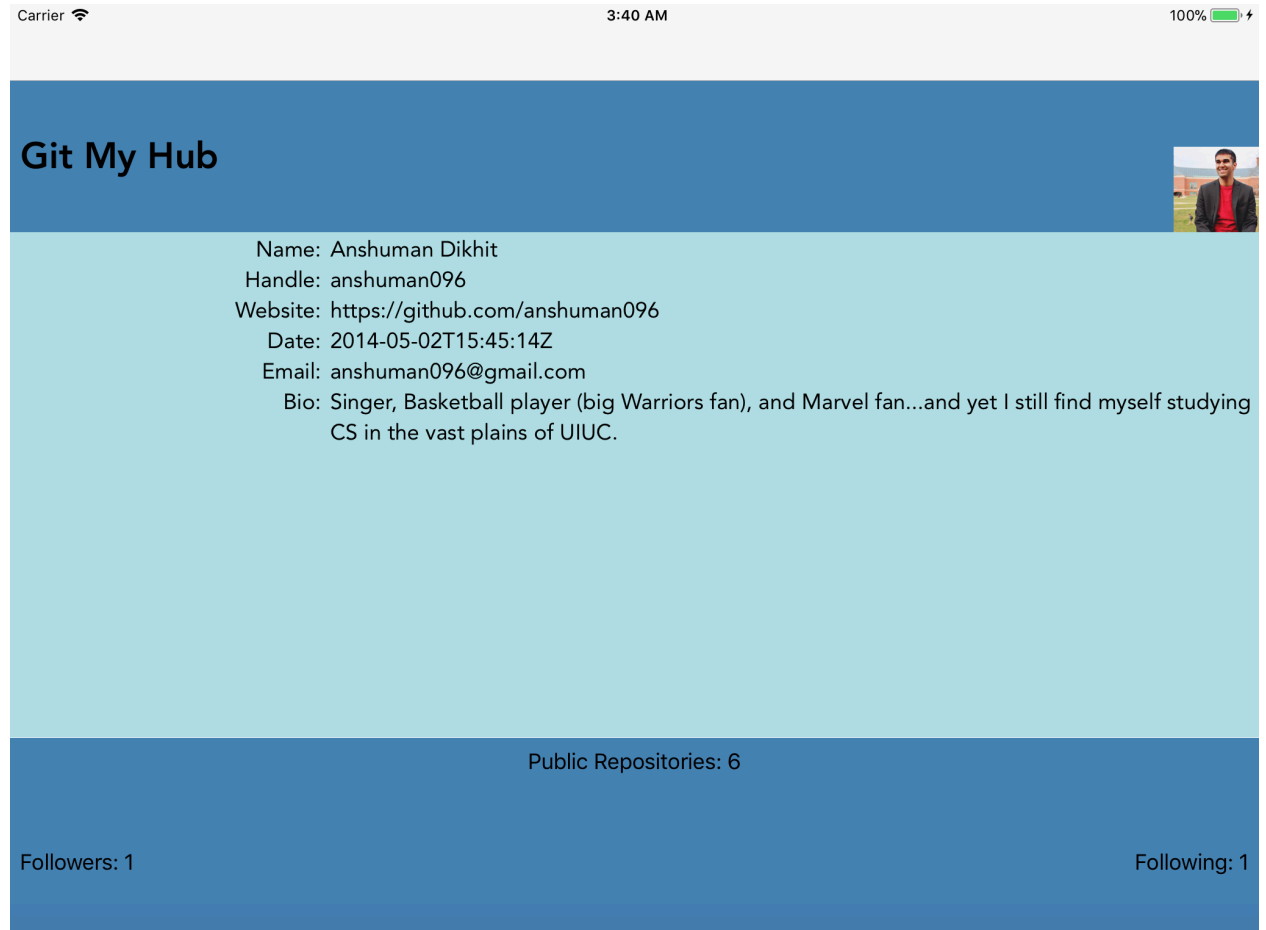 Carrier 3:40 AM 100%
Git My Hub
Name: Anshuman Dikhit
Handle: anshuman096
Website: https://github.com/anshuman096
Date: 2014-05-02T15:45:14Z
Email: anshuman096@gmail.com
Bio: Singer, Basketball player (big Warriors fan), and Marvel fan...and yet I still find myself studying
CS in the vast plains of UIUC.
Public Repositories: 6
Followers: 1 Following: 1